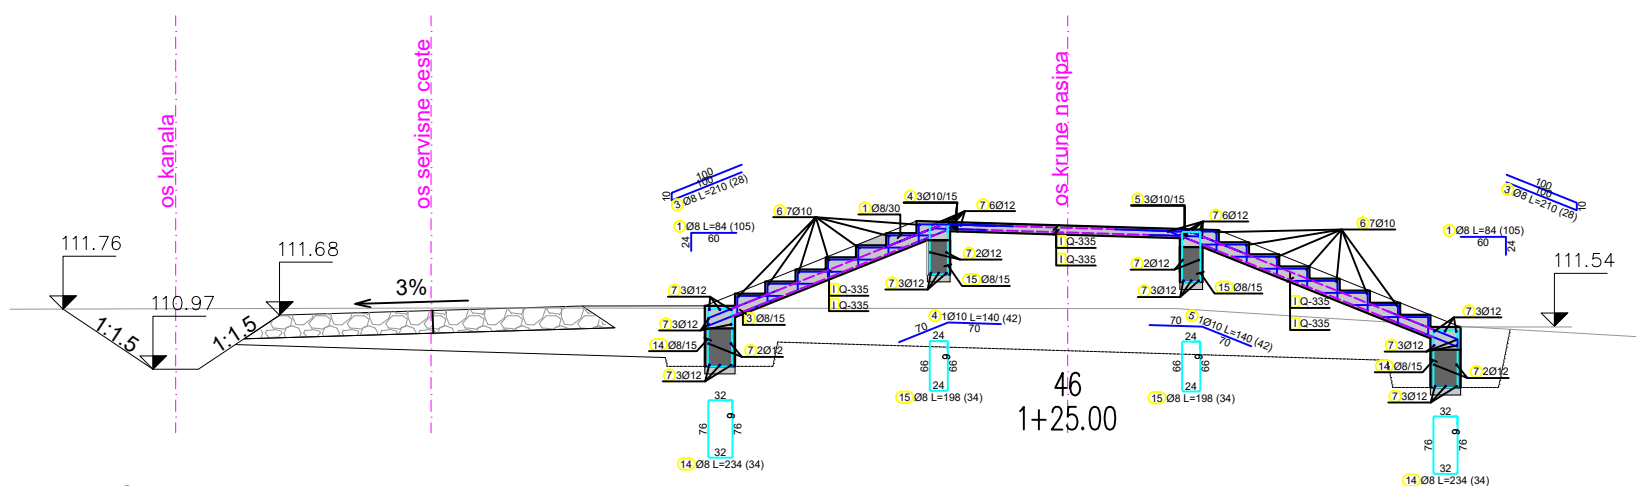 os kanala
os servisne ceste
os krune nasipa
111.76
111.68
110.97
111.54
3%
1:1.5
1:1.5
100
100
10
3 Ø8 L=210 (28)
1 Ø8 L=84 (105)
24
60
6 7Ø10
1 Ø8/30
4 3Ø10/15
7 6Ø12
5 3Ø10/15
7 6Ø12
6 7Ø10
100
100
10
3 Ø8 L=210 (28)
1 Ø8 L=84 (105)
60
24
I Q-335
I Q-335
7 2Ø12
7 3Ø12
15 Ø8/15
7 2Ø12
7 3Ø12
15 Ø8/15
7 3Ø12
I Q-335
I Q-335
3 Ø8/15
I Q-335
I Q-335
7 3Ø12
7 3Ø12
14 Ø8/15
7 2Ø12
7 3Ø12
4 1Ø10 L=140 (42)
70
70
5 1Ø10 L=140 (42)
70
70
7 3Ø12
14 Ø8/15
7 2Ø12
7 3Ø12
24
66
9
66
24
15 Ø8 L=198 (34)
24
66
9
66
24
15 Ø8 L=198 (34)
46
1+25.00
32
76
9
76
32
14 Ø8 L=234 (34)
32
76
9
76
32
14 Ø8 L=234 (34)